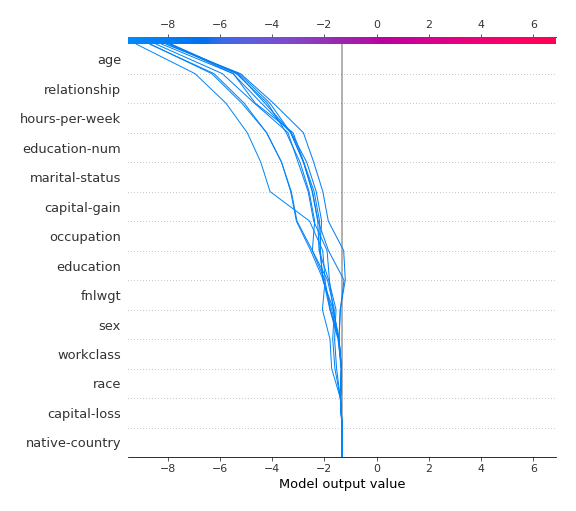 −8 −6 −4 −2 0 2 4 6
age
relationship
hours-per-week
education-num
marital-status
capital-gain
occupation
education
fnlwgt
sex
workclass
race
capital-loss
native-country
−8 −6 −4 −2 0 2 4 6
Model output value